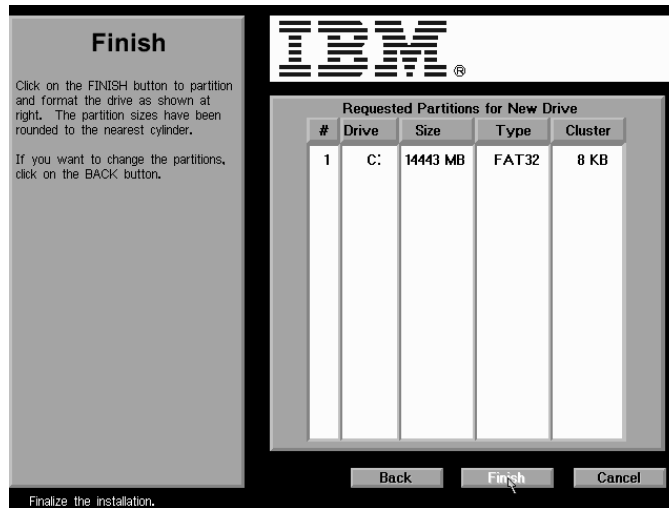 Finish
Click on the FINISH button to partition
and format the drive as shown at
right. The partition sizes have been
rounded to the nearest cylinder.
If you want to change the partitions,
click on the BACK button.
IBM®
Requested Partitions for New Drive
# Drive Size Type Cluster
1 C: 14443 MB FAT32 8 KB
Back Finish Cancel
Finalize the installation.